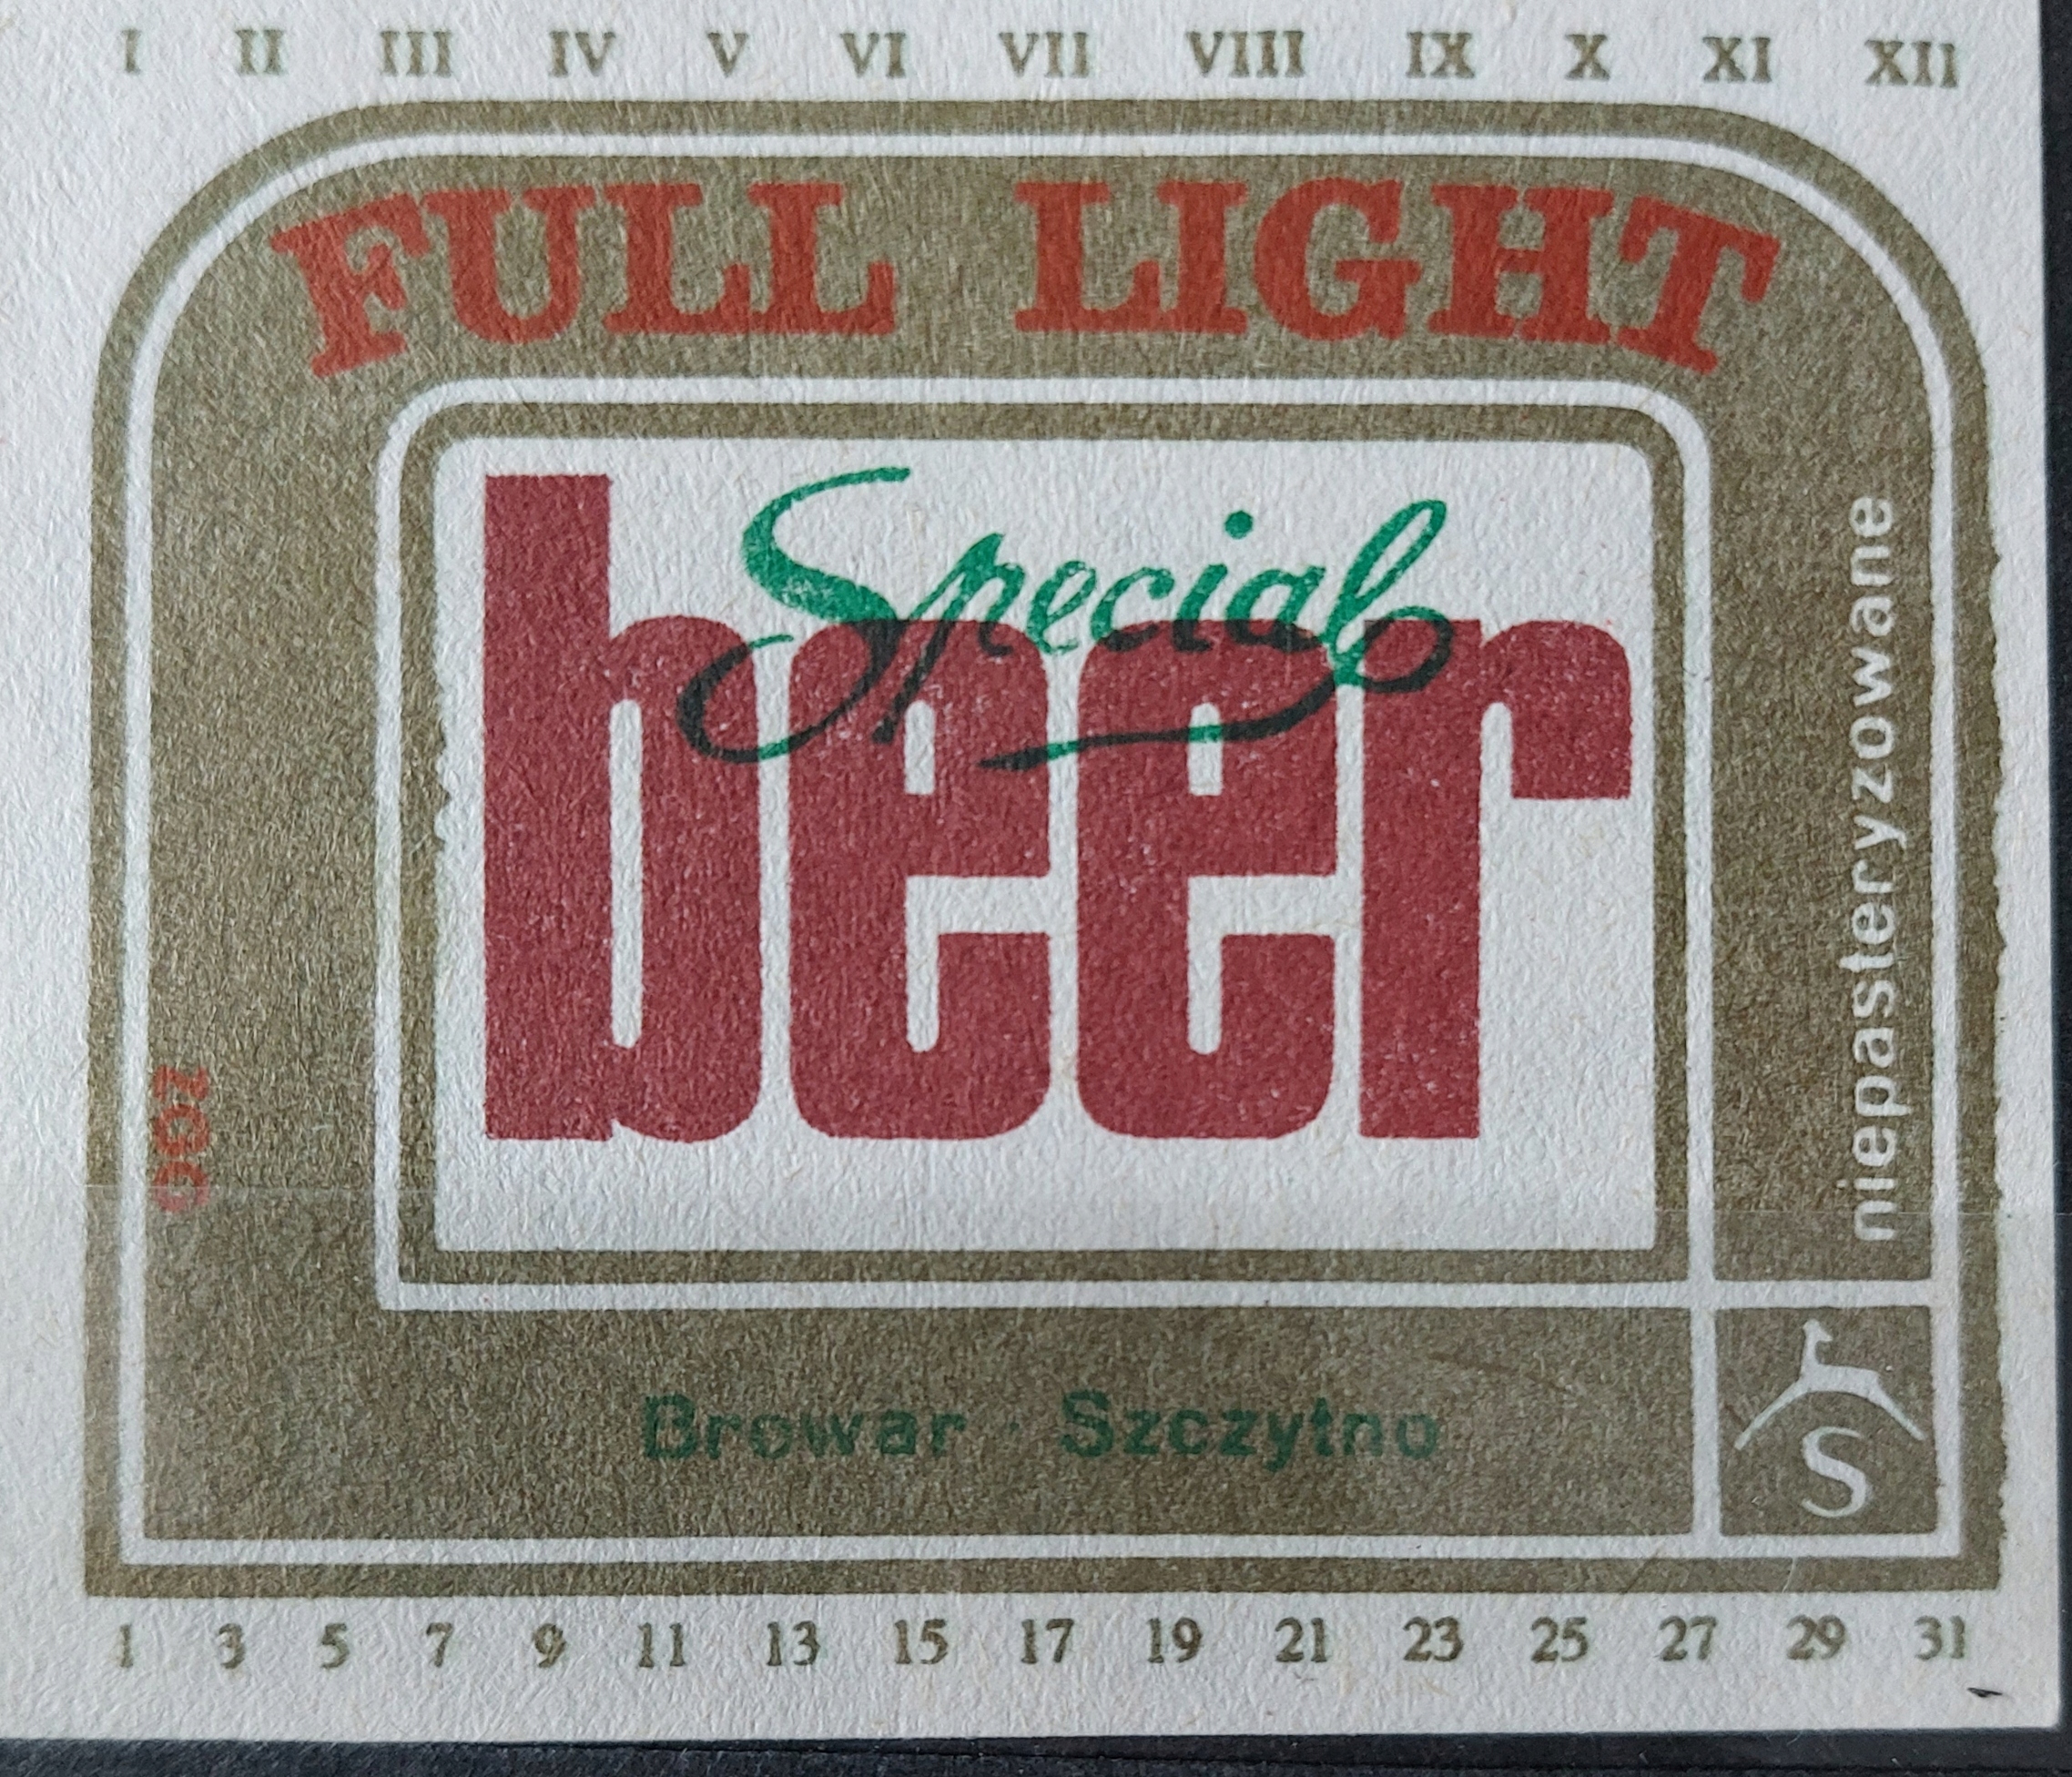 I II III IV V VI VII VIII IX X XI XII
FULL LIGHT
Special
beer
niepasteryzowane
ZGG
Browar · Szczytno
S
1 3 5 7 9 11 13 15 17 19 21 23 25 27 29 31